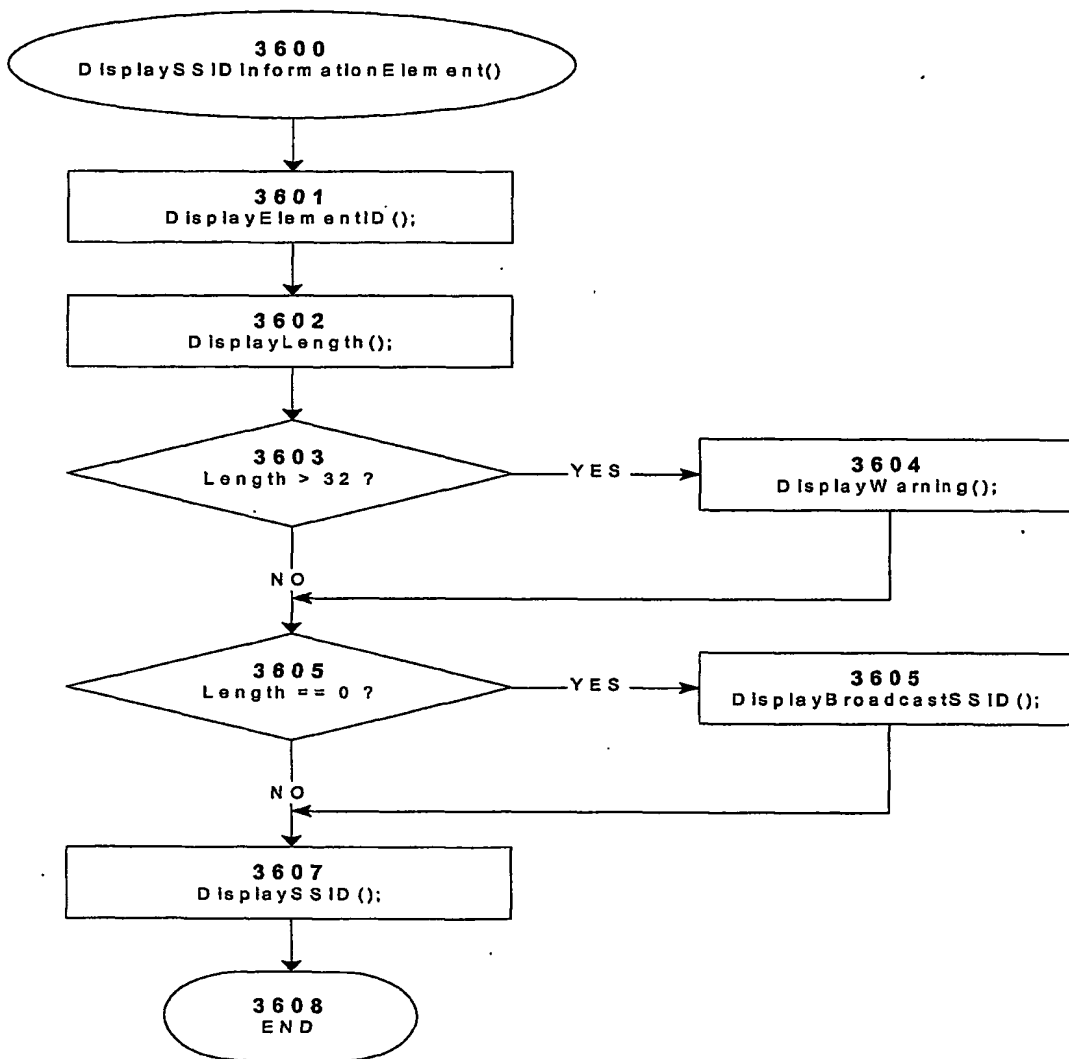 3600
DisplaySSIDInformationElement()
3601
DisplayElementID();
3602
DisplayLength();
3603
Length > 32 ?
YES
3604
DisplayWarning();
NO
3605
Length == 0 ?
YES
3605
DisplayBroadcastSSID();
NO
3607
DisplaySSID();
3608
END